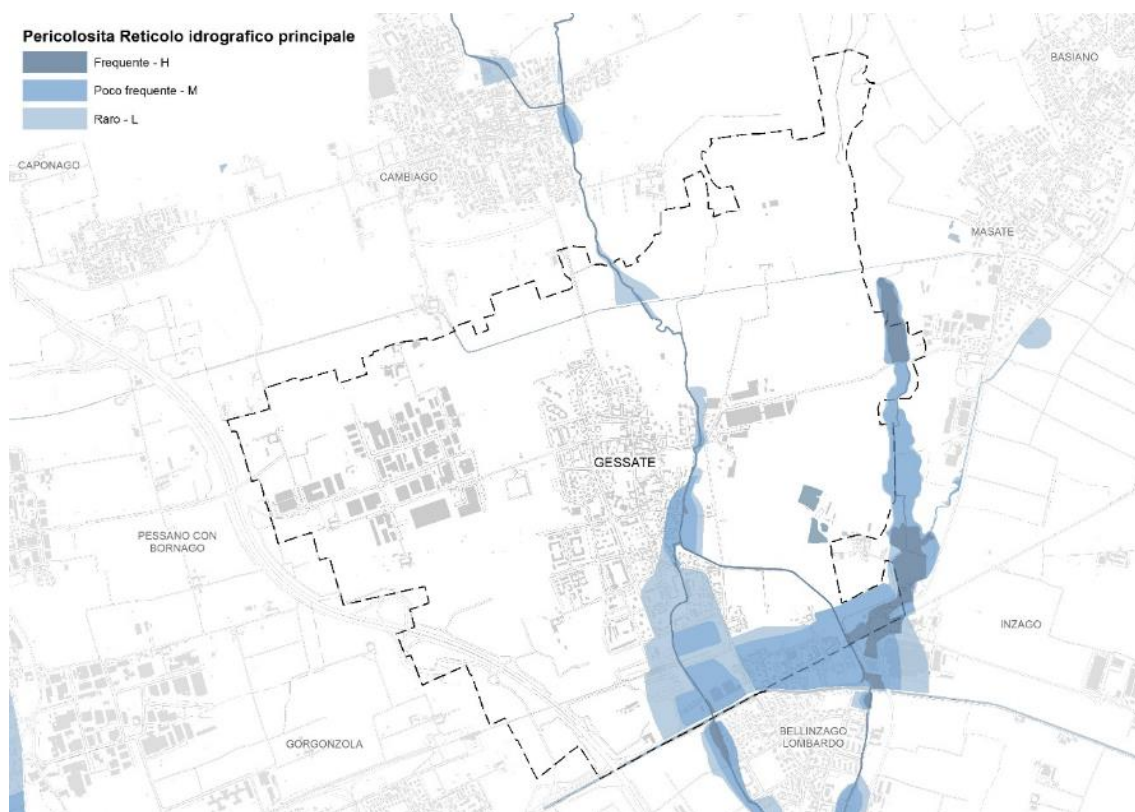 Pericolosita Reticolo idrografico principale
Frequente - H
Poco frequente - M
Raro - L
BASIANO
CAPONAGO
CAMBIAGO
MASATE
GESSATE
PESSANO CON
BORNAGO
INZAGO
GORGONZOLA
BELLINZAGO
LOMBARDO